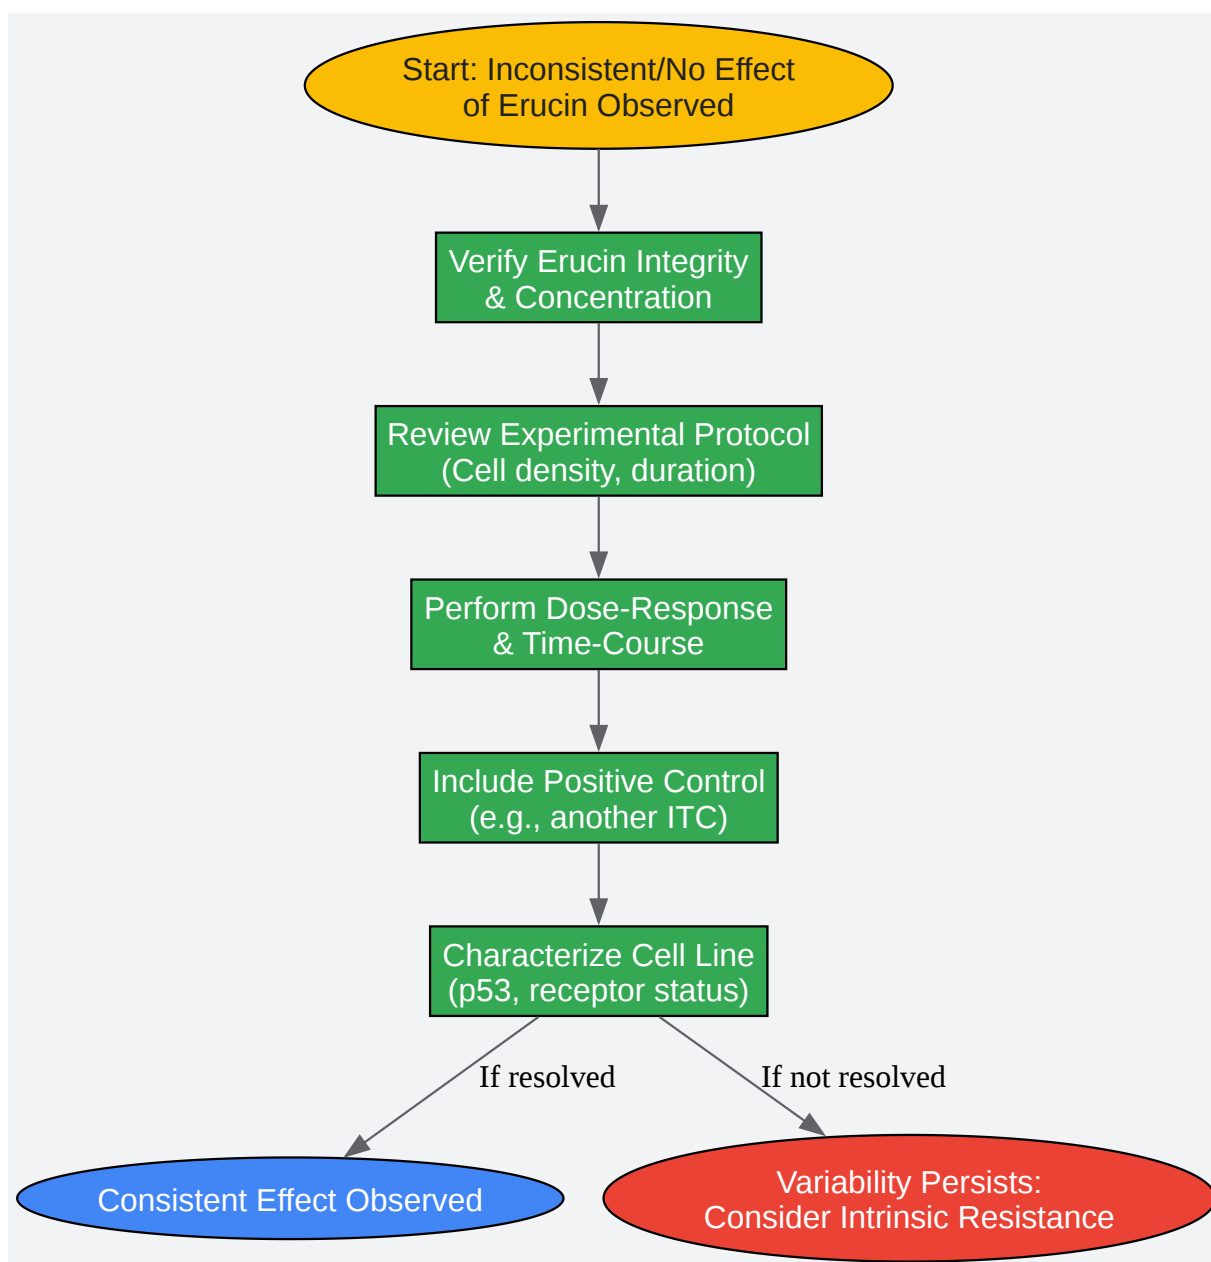 Start: Inconsistent/No Effect
of Erucin Observed
Verify Erucin Integrity
& Concentration
Review Experimental Protocol
(Cell density, duration)
Perform Dose-Response
& Time-Course
Include Positive Control
(e.g., another ITC)
Characterize Cell Line
(p53, receptor status)
If resolved
If not resolved
Consistent Effect Observed
Variability Persists:
Consider Intrinsic Resistance